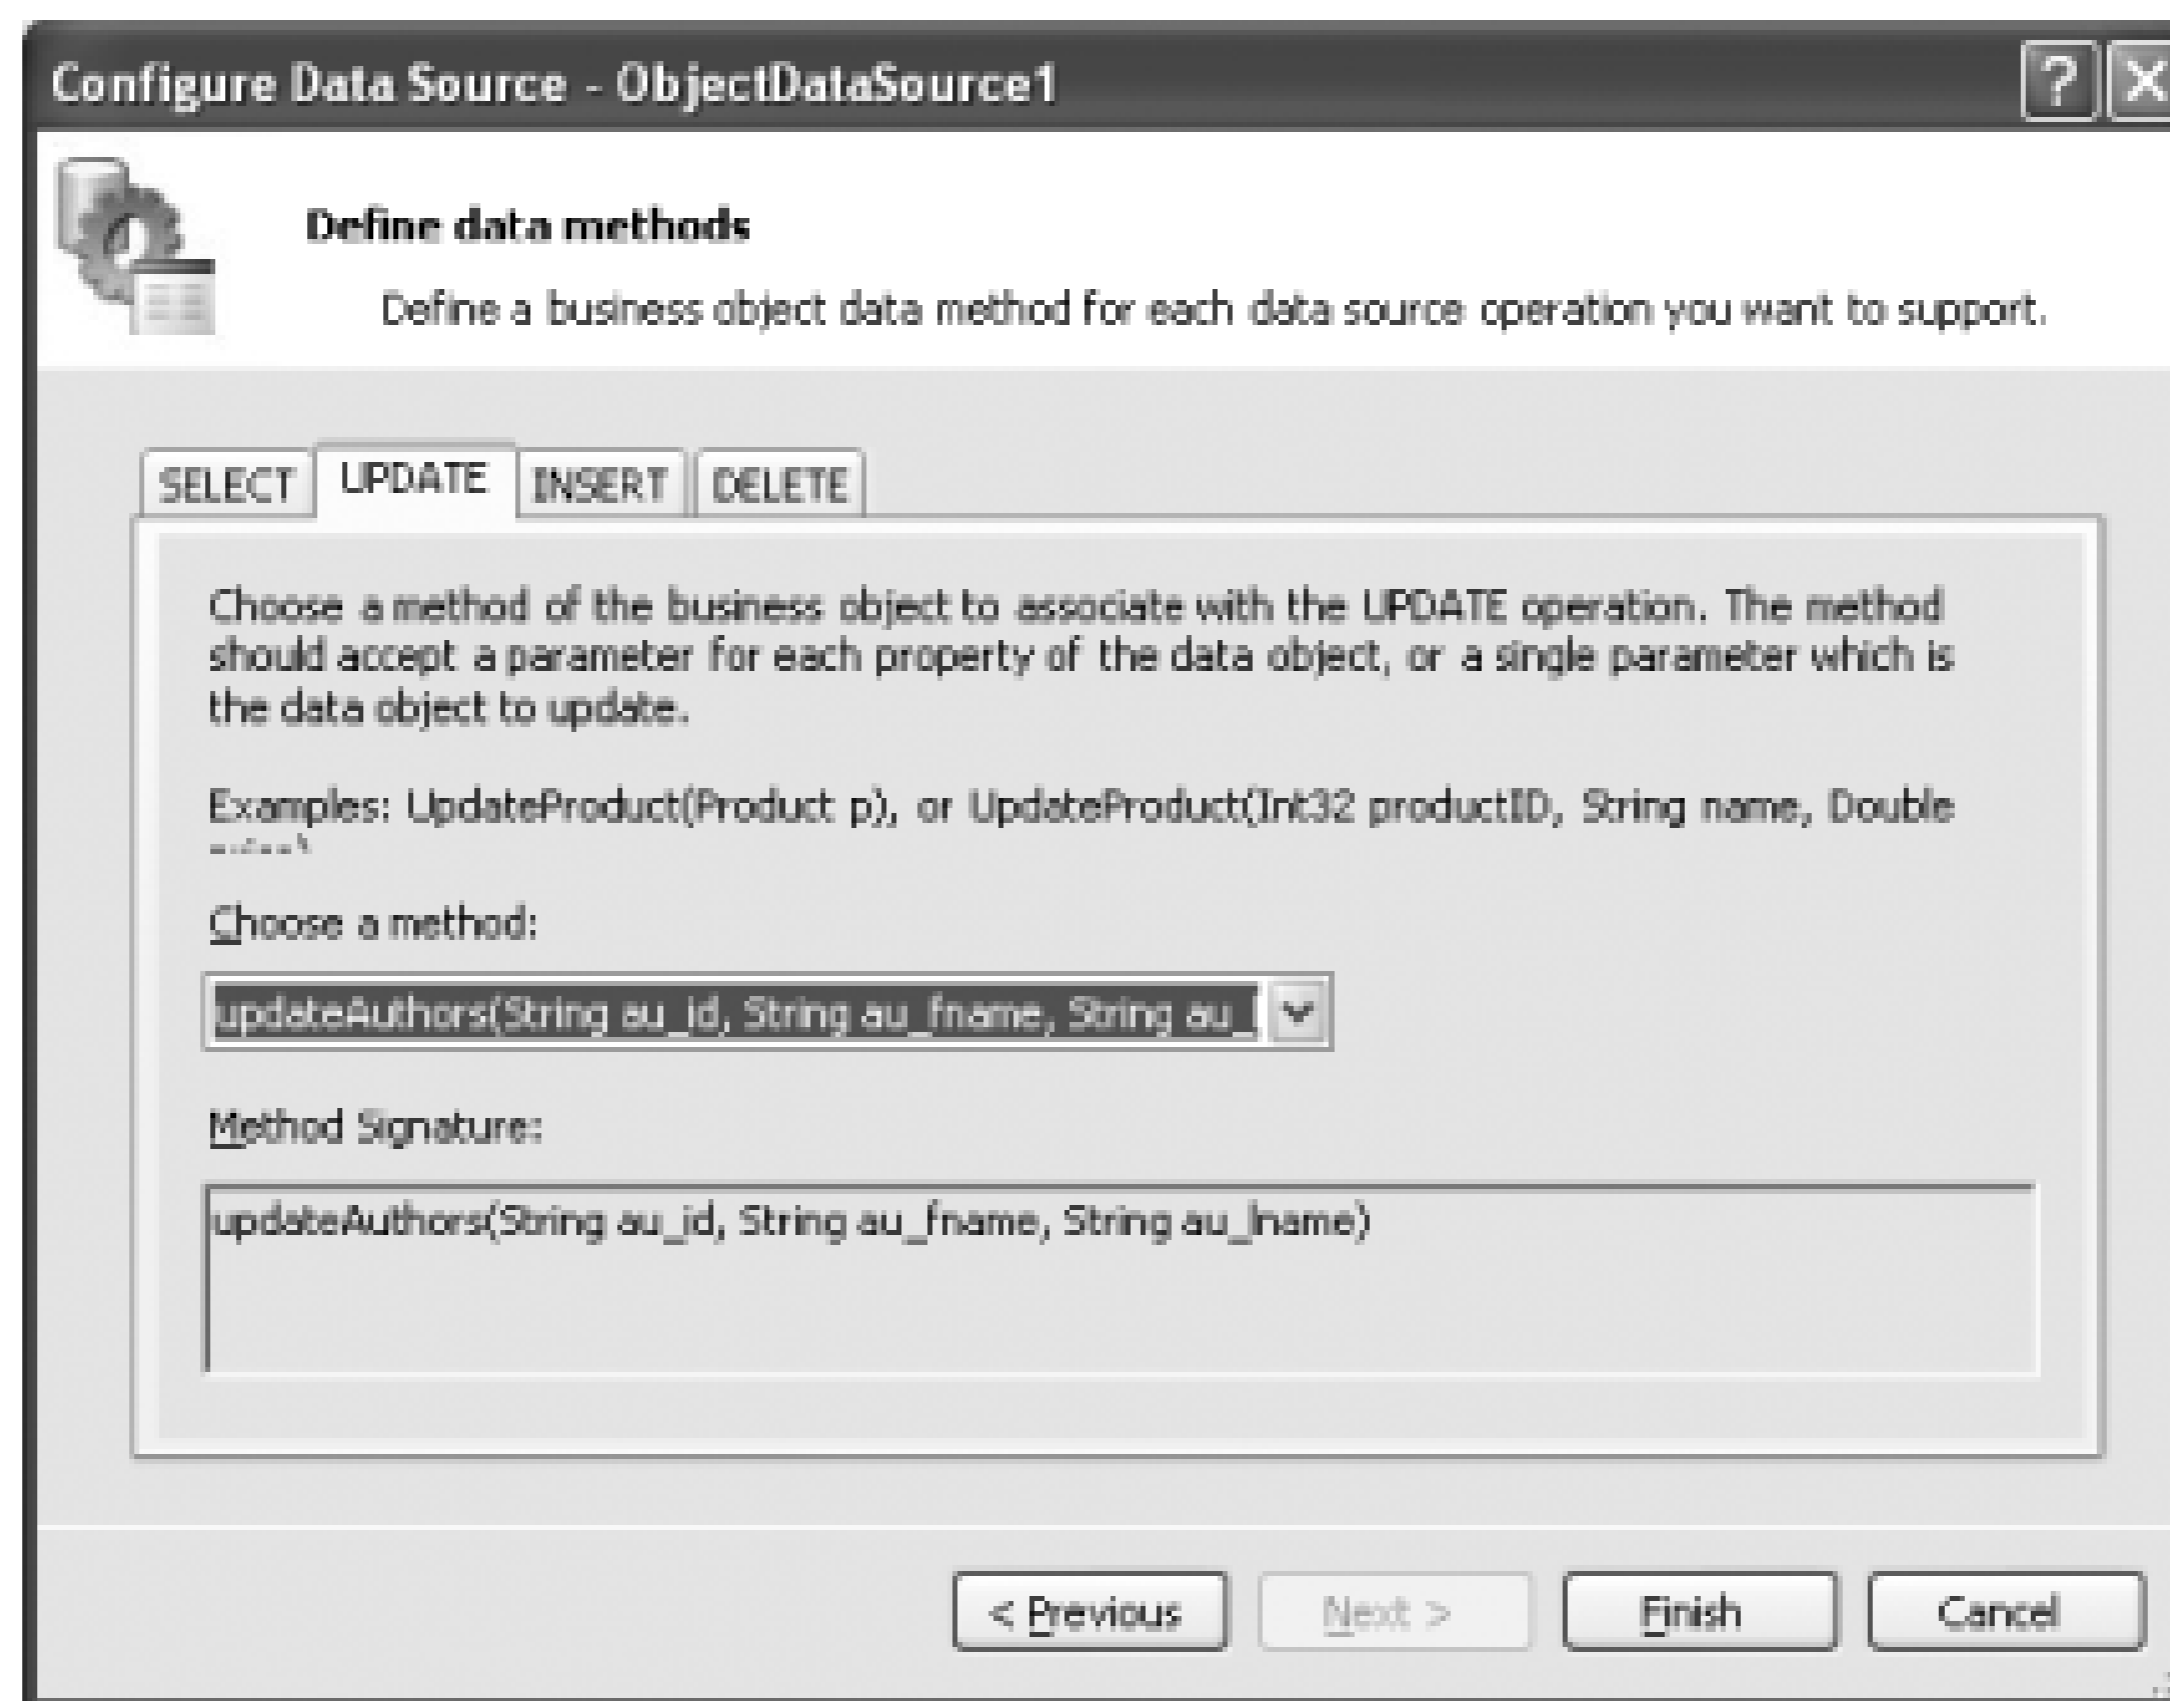 Configure Data Source - ObjectDataSource1
Define data methods
Define a business object data method for each data source operation you want to support.
SELECT UPDATE INSERT DELETE
Choose a method of the business object to associate with the UPDATE operation. The method
should accept a parameter for each property of the data object, or a single parameter which is
the data object to update.
Examples: UpdateProduct(Product p), or UpdateProduct(Int32 productID, String name, Double
Choose a method:
updateAuthors(String au_id, String au_fname, String au_
Method Signature:
updateAuthors(String au_id, String au_fname, String au_lname)
< Previous Next > Finish Cancel